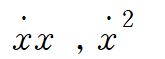 ẋx , ẋ²